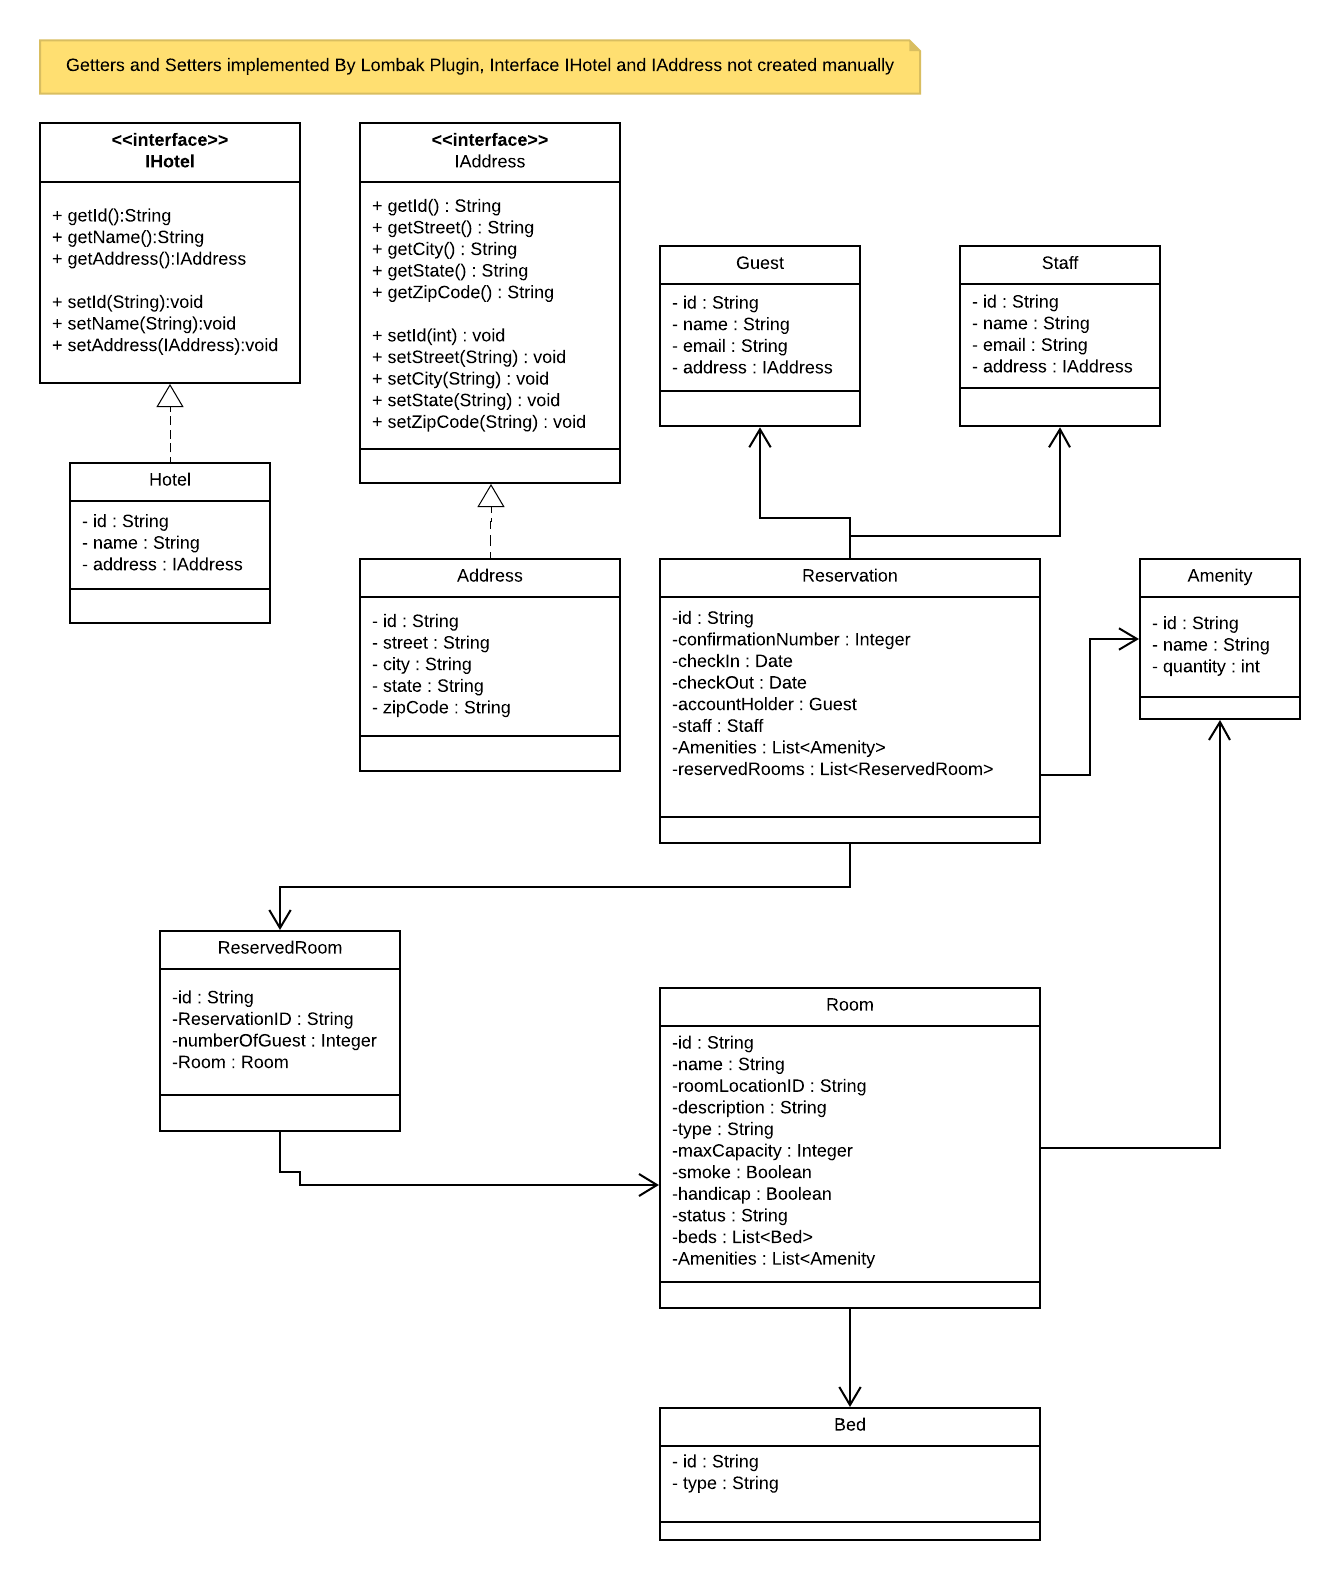 Getters and Setters implemented By Lombak Plugin, Interface IHotel and IAddress not created manually
<<interface>>
IHotel
+ getId():String
+ getName():String
+ getAddress():IAddress
+ setId(String):void
+ setName(String):void
+ setAddress(IAddress):void
<<interface>>
IAddress
+ getId() : String
+ getStreet() : String
+ getCity() : String
+ getState() : String
+ getZipCode() : String
+ setId(int) : void
+ setStreet(String) : void
+ setCity(String) : void
+ setState(String) : void
+ setZipCode(String) : void
Guest
- id : String
- name : String
- email : String
- address : IAddress
Staff
- id : String
- name : String
- email : String
- address : IAddress
Hotel
- id : String
- name : String
- address : IAddress
Address
- id : String
- street : String
- city : String
- state : String
- zipCode : String
Reservation
-id : String
-confirmationNumber : Integer
-checkIn : Date
-checkOut : Date
-accountHolder : Guest
-staff : Staff
-Amenities : List<Amenity>
-reservedRooms : List<ReservedRoom>
Amenity
- id : String
- name : String
- quantity : int
ReservedRoom
-id : String
-ReservationID : String
-numberOfGuest : Integer
-Room : Room
Room
-id : String
-name : String
-roomLocationID : String
-description : String
-type : String
-maxCapacity : Integer
-smoke : Boolean
-handicap : Boolean
-status : String
-beds : List<Bed>
-Amenities : List<Amenity
Bed
- id : String
- type : String